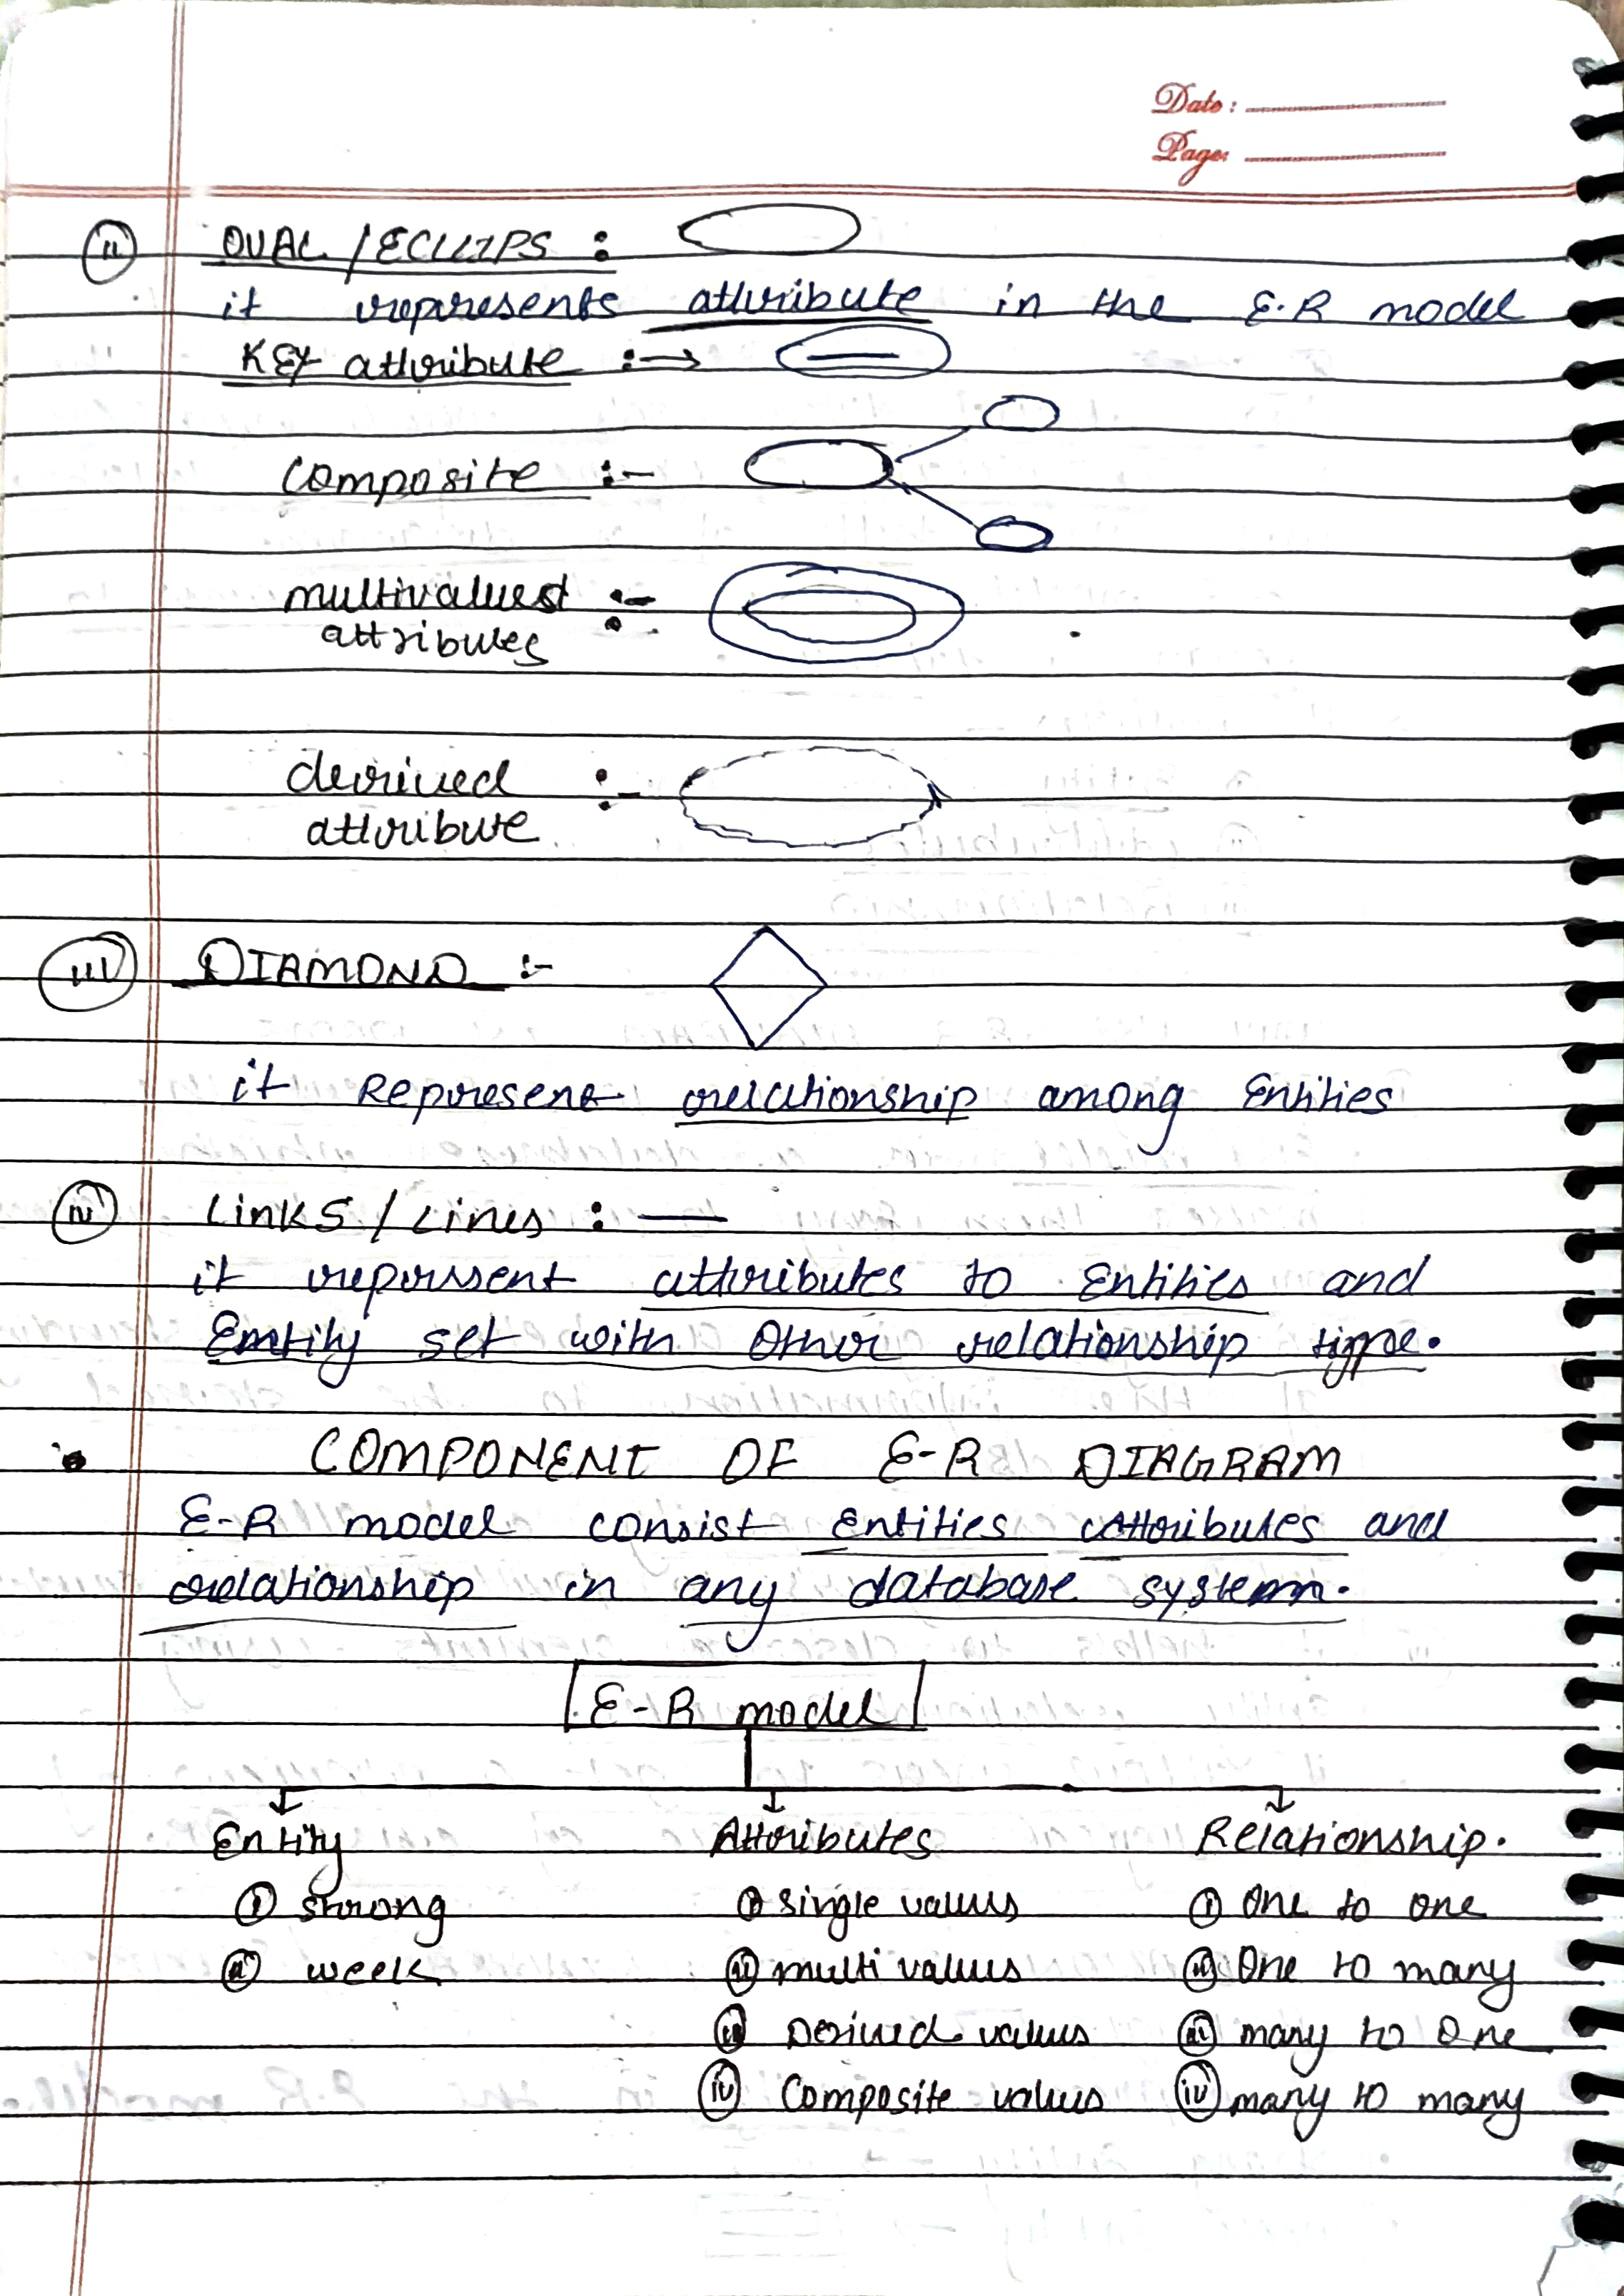 Date :
Page:
(ii) OVAL / ECLLIPS :
it represents attribute in the E.R model
KEY attribute :→
composite :-
multivalued :-
attributes
derived :-
attribute
(iii) DIAMOND :-
it Represent relationship among Entities
(iv) Links / Lines : —
it represent attributes to Entities and
Entity set with other relationship type.
• COMPONENT OF E-R DIAGRAM
E-R model consist Entities Attributes and
relationship in any database system.
E-R model
Entity Attributes Relationship.
(i) strong (i) single values (i) one to one
(ii) week (ii) multi values (ii) One to many
(iii) Derived values (iii) many to One
(iv) Composite values (iv) many to many